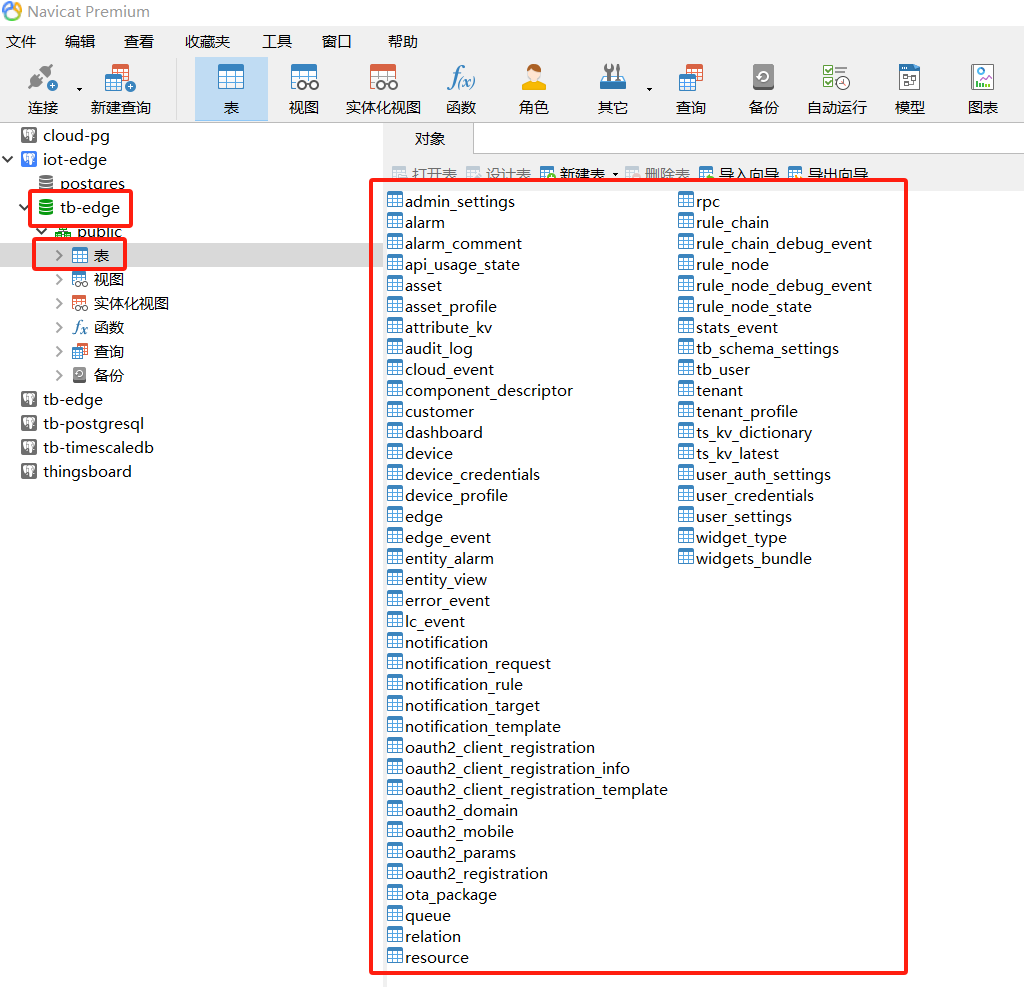 Navicat Premium
文件 编辑 查看 收藏夹 工具 窗口 帮助
连接 新建查询 表 视图 实体化视图 函数 角色 其它 查询 备份 自动运行 模型 图表
cloud-pg
iot-edge
postgres
tb-edge
public
表
视图
实体化视图
函数
查询
备份
tb-edge
tb-postgresql
tb-timescaledb
thingsboard
对象
打开表 设计表 新建表 删除表 导入向导 导出向导
admin_settings
alarm
alarm_comment
api_usage_state
asset
asset_profile
attribute_kv
audit_log
cloud_event
component_descriptor
customer
dashboard
device
device_credentials
device_profile
edge
edge_event
entity_alarm
entity_view
error_event
lc_event
notification
notification_request
notification_rule
notification_target
notification_template
oauth2_client_registration
oauth2_client_registration_info
oauth2_client_registration_template
oauth2_domain
oauth2_mobile
oauth2_params
oauth2_registration
ota_package
queue
relation
resource
rpc
rule_chain
rule_chain_debug_event
rule_node
rule_node_debug_event
rule_node_state
stats_event
tb_schema_settings
tb_user
tenant
tenant_profile
ts_kv_dictionary
ts_kv_latest
user_auth_settings
user_credentials
user_settings
widget_type
widgets_bundle